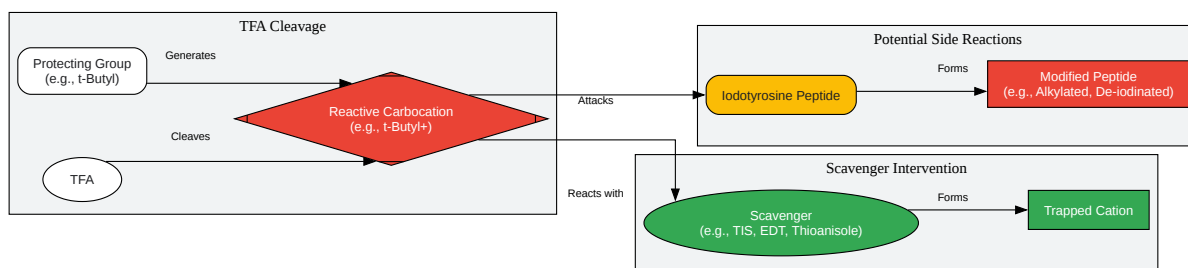 TFA Cleavage
Protecting Group
(e.g., t-Butyl)
Generates
Reactive Carbocation
(e.g., t-Butyl+)
Cleaves
TFA
Attacks
Reacts with
Potential Side Reactions
Iodotyrosine Peptide
Forms
Modified Peptide
(e.g., Alkylated, De-iodinated)
Scavenger Intervention
Scavenger
(e.g., TIS, EDT, Thioanisole)
Forms
Trapped Cation